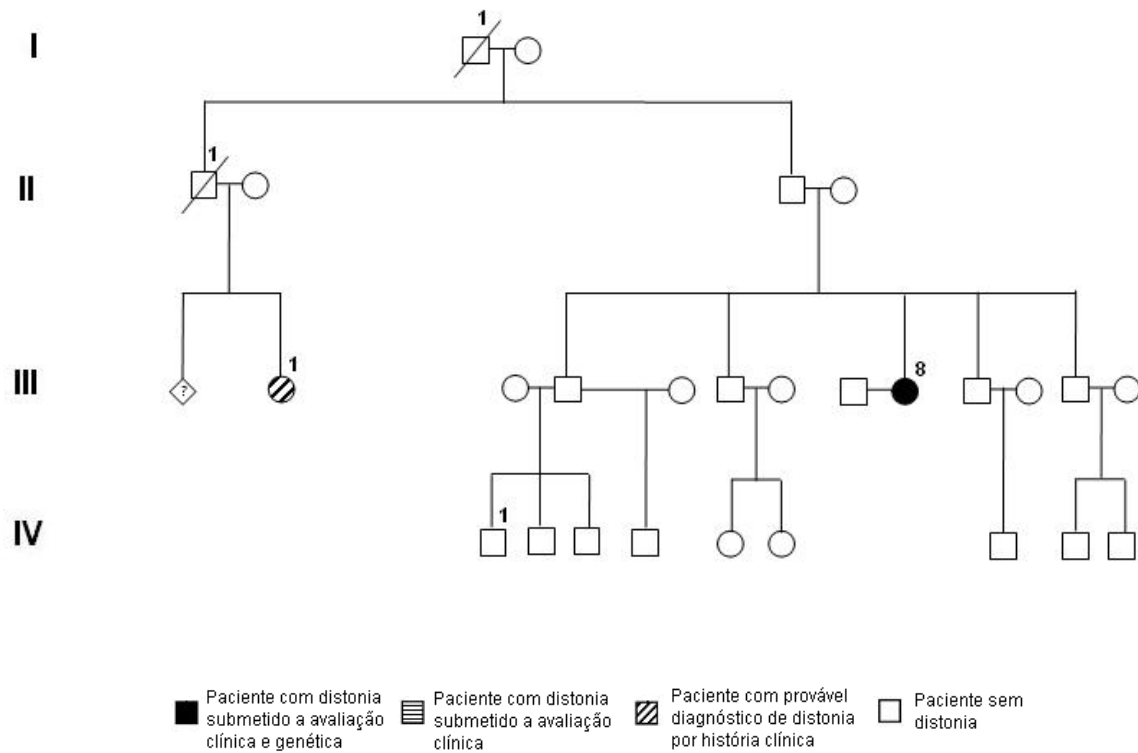 I
1
II
1
III
?
1
8
IV
1
Paciente com distonia
submetido a avaliação
clínica e genética
Paciente com distonia
submetido a avaliação
clínica
Paciente com provável
diagnóstico de distonia
por história clínica
Paciente sem
distonia